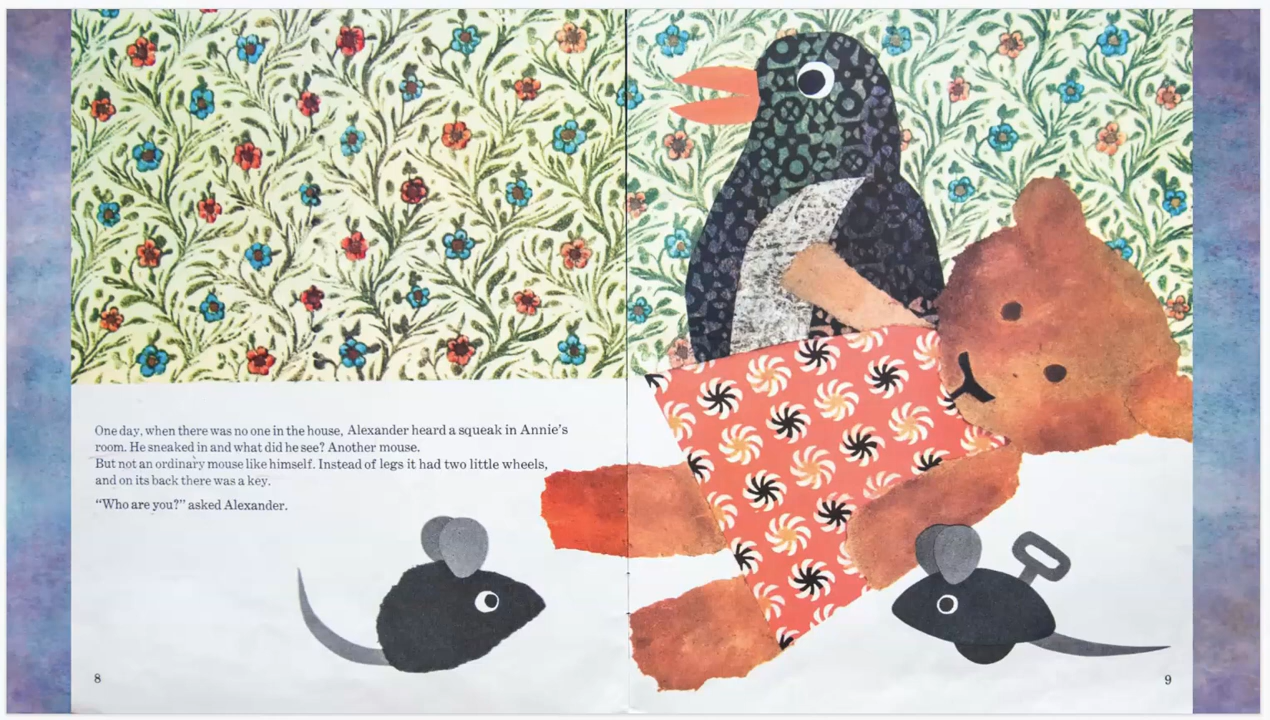 One day, when there was no one in the house, Alexander heard a squeak in Annie's
room. He sneaked in and what did he see? Another mouse.
But not an ordinary mouse like himself. Instead of legs it had two little wheels,
and on its back there was a key.
"Who are you?" asked Alexander.
8
9